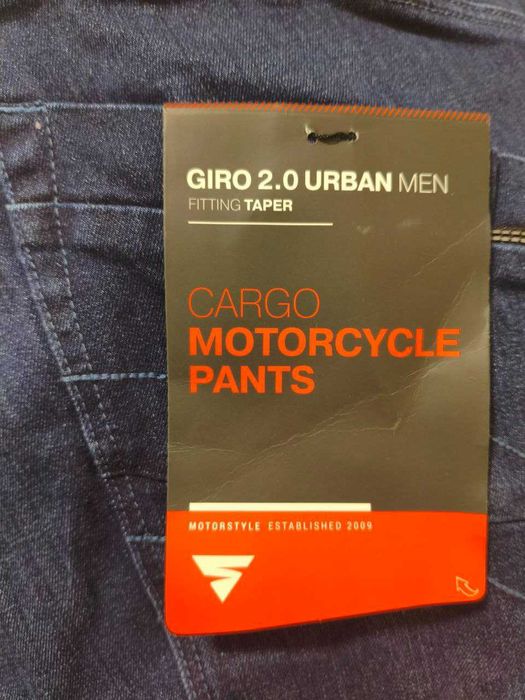 GIRO 2.0 URBAN MEN
FITTING TAPER
CARGO
MOTORCYCLE
PANTS
MOTORSTYLE ESTABLISHED 2009